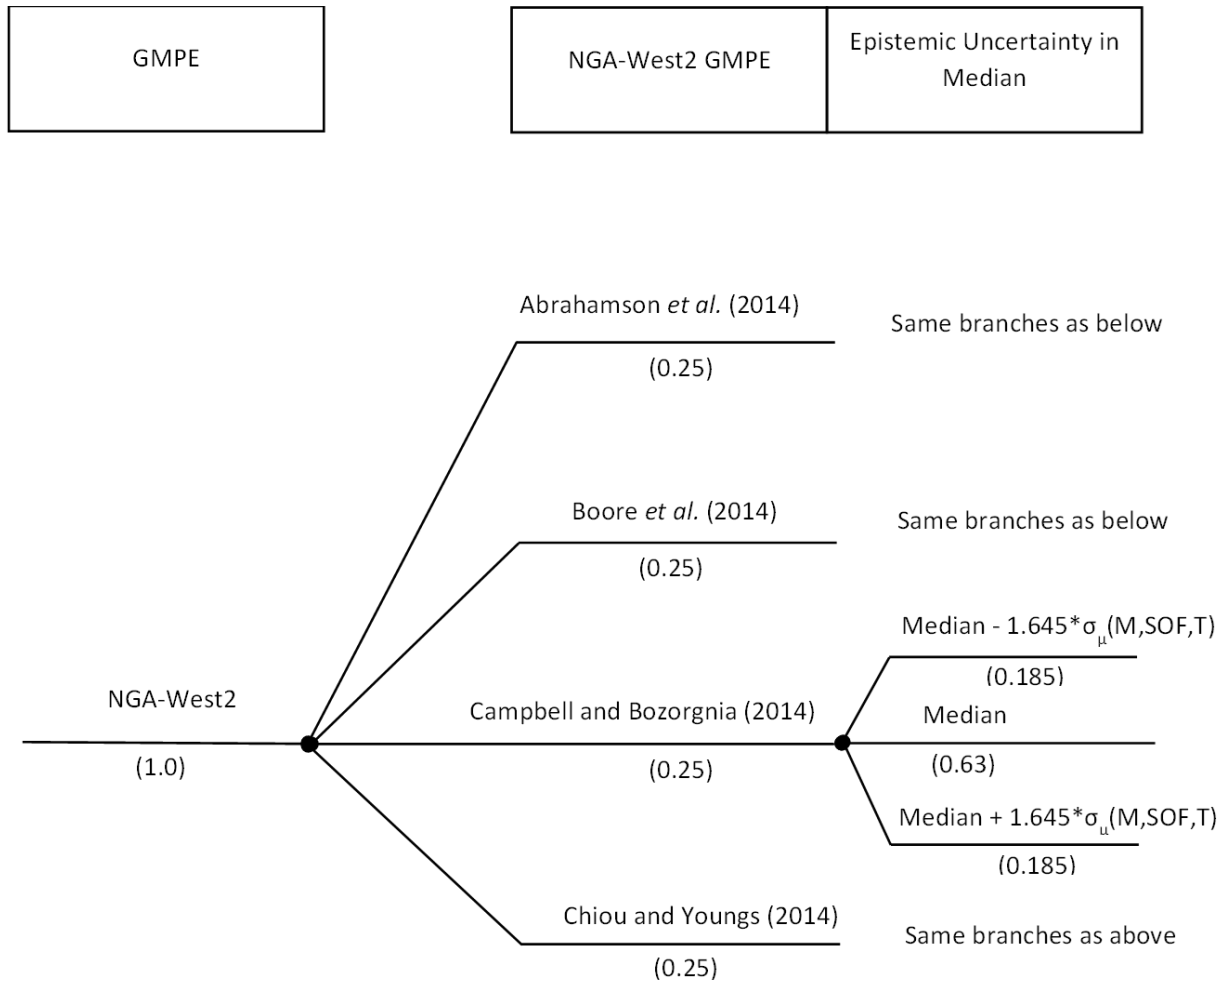 GMPE
NGA-West2 GMPE
Epistemic Uncertainty in
Median
Abrahamson et al. (2014)
(0.25)
Same branches as below
Boore et al. (2014)
(0.25)
Same branches as below
Median - 1.645*σμ(M,SOF,T)
(0.185)
NGA-West2
(1.0)
Campbell and Bozorgnia (2014)
(0.25)
Median
(0.63)
Median + 1.645*σμ(M,SOF,T)
(0.185)
Chiou and Youngs (2014)
(0.25)
Same branches as above